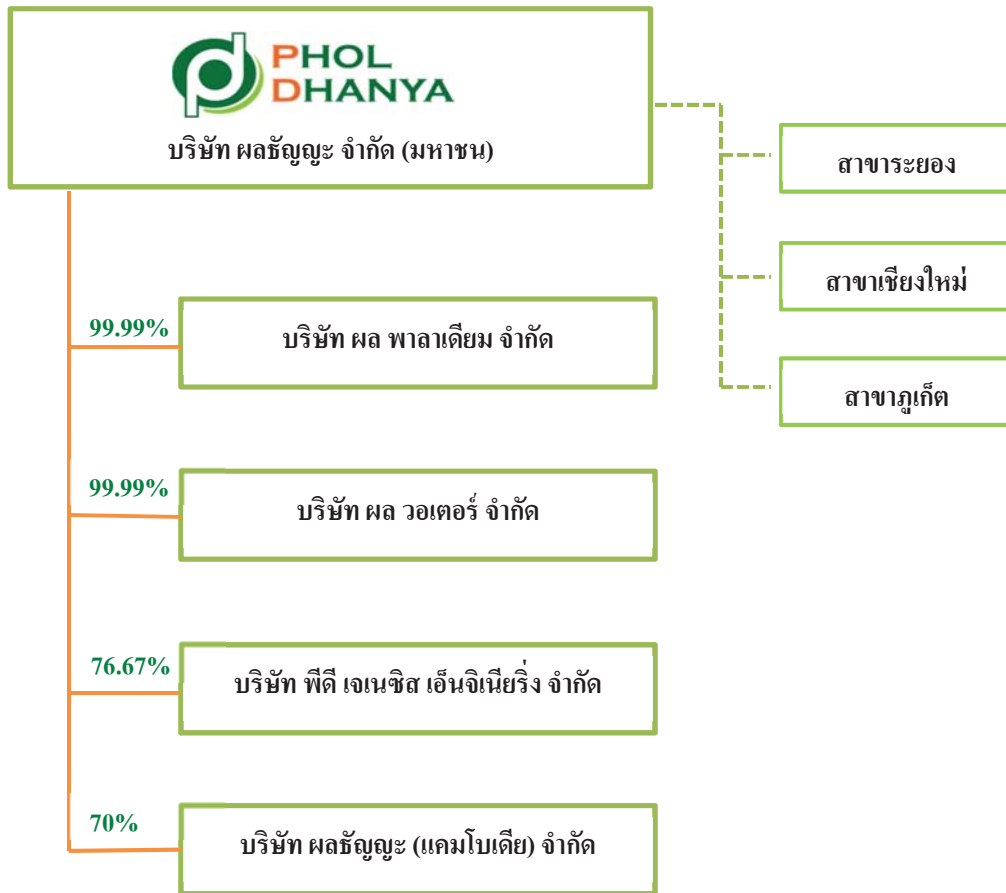 PHOL
DHANYA
บริษัท ผลธัญญะ จำกัด (มหาชน)
สาขาระยอง
สาขาเชียงใหม่
สาขาภูเก็ต
99.99%
บริษัท ผล พาลาเดียม จำกัด
99.99%
บริษัท ผล วอเตอร์ จำกัด
76.67%
บริษัท พีดี เจเนซิส เอ็นจิเนียริ่ง จำกัด
70%
บริษัท ผลธัญญะ (แคมโบเดีย) จำกัด